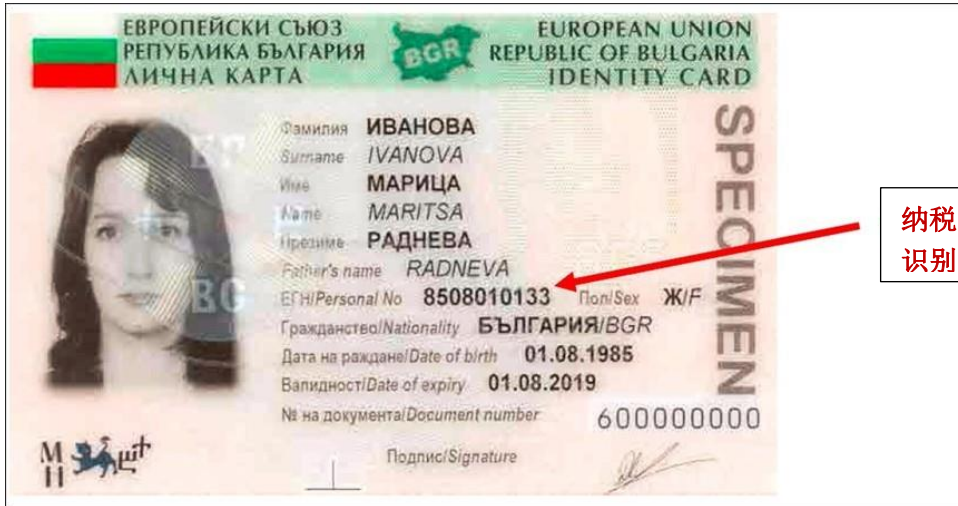 ЕВРОПЕЙСКИ СЪЮЗ
РЕПУБЛИКА БЪЛГАРИЯ
ЛИЧНА КАРТА
BGR
EUROPEAN UNION
REPUBLIC OF BULGARIA
IDENTITY CARD
SPECIMEN
Фамилия ИВАНОВА
Surname IVANOVA
Име МАРИЦА
Name MARITSA
Презиме РАДНЕВА
Father's name RADNEVA
ЕГН/Personal No 8508010133 Пол/Sex Ж/F
Гражданство/Nationality БЪЛГАРИЯ/BGR
Дата на раждане/Date of birth 01.08.1985
Валидност/Date of expiry 01.08.2019
№ на документа/Document number 600000000
Подпис/Signature
纳税
识别